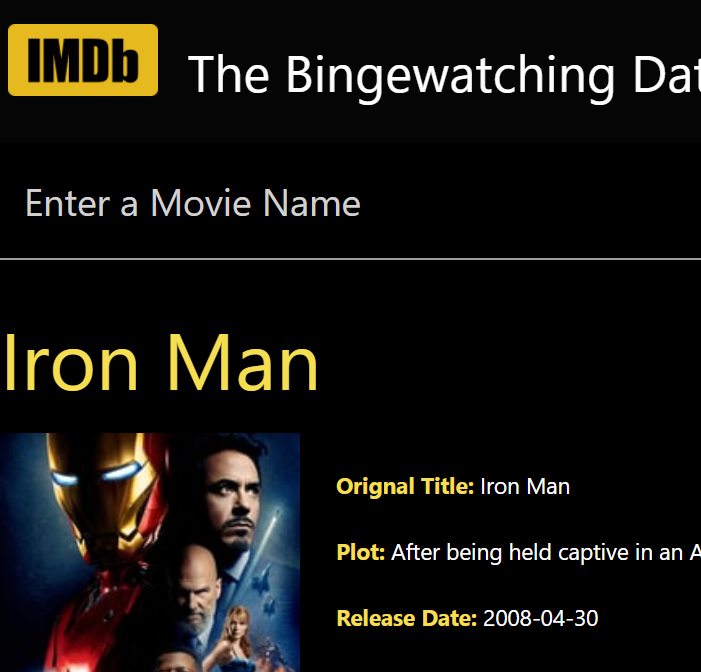 IMDb
The Bingewatching Dat
Enter a Movie Name
Iron Man
Orignal Title: Iron Man
Plot: After being held captive in an A
Release Date: 2008-04-30